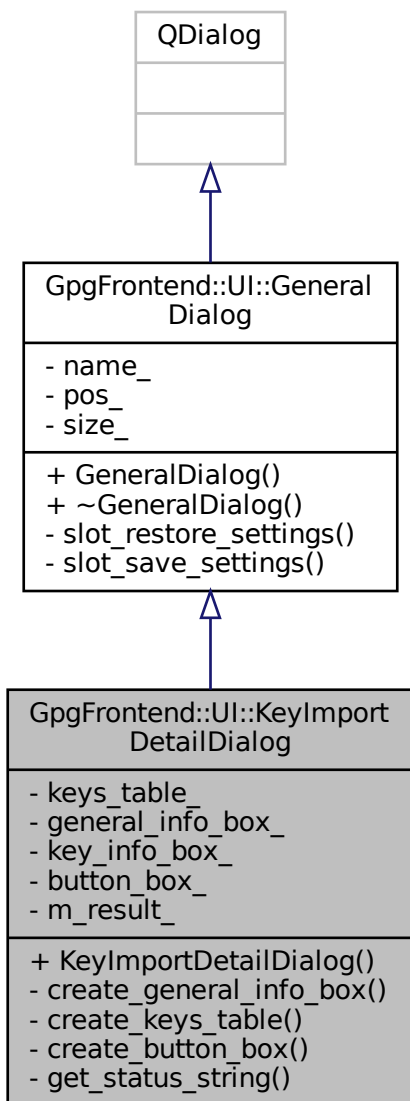 QDialog
GpgFrontend::UI::General
Dialog
- name_
- pos_
- size_
+ GeneralDialog()
+ ~GeneralDialog()
- slot_restore_settings()
- slot_save_settings()
GpgFrontend::UI::KeyImport
DetailDialog
- keys_table_
- general_info_box_
- key_info_box_
- button_box_
- m_result_
+ KeyImportDetailDialog()
- create_general_info_box()
- create_keys_table()
- create_button_box()
- get_status_string()